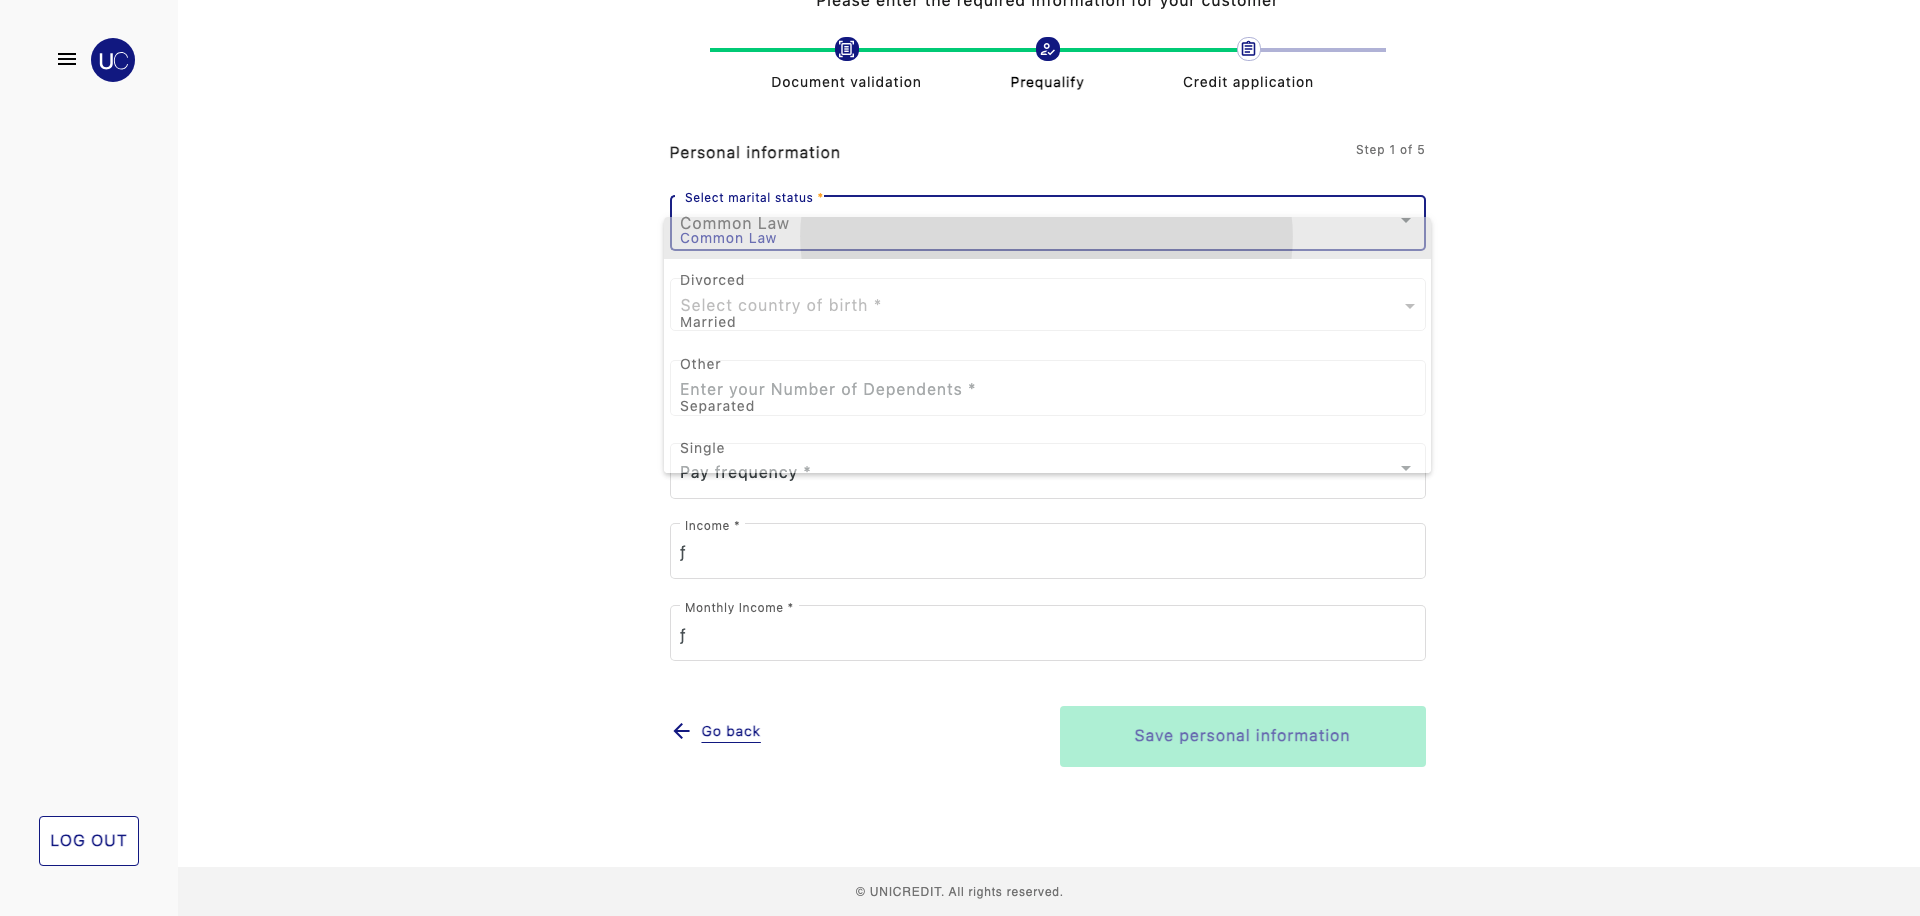 Please enter the required information for your customer
UC
Document validation
Prequalify
Credit application
Personal information
Step 1 of 5
Select marital status *
Common Law
Common Law
Divorced
Select country of birth *
Married
Other
Enter your Number of Dependents *
Separated
Single
Pay frequency *
Income *
ƒ
Monthly Income *
ƒ
Go back
Save personal information
LOG OUT
© UNICREDIT. All rights reserved.